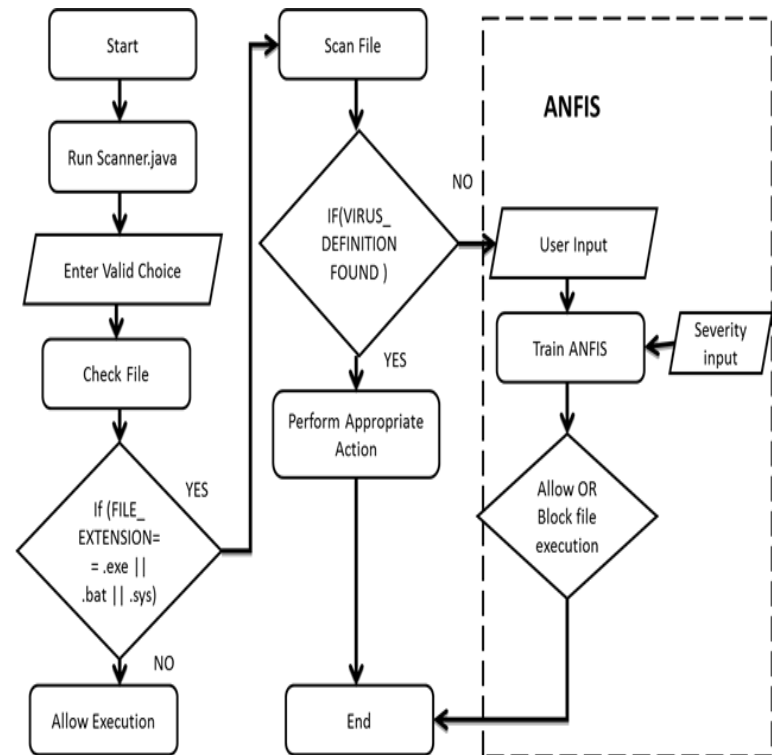 Start
Run Scanner.java
Enter Valid Choice
Check File
If (FILE_
EXTENSION=
= .exe ||
.bat || .sys)
YES
NO
Allow Execution
Scan File
IF(VIRUS_
DEFINITION
FOUND )
NO
YES
Perform Appropriate
Action
End
ANFIS
User Input
Train ANFIS
Severity
input
Allow OR
Block file
execution